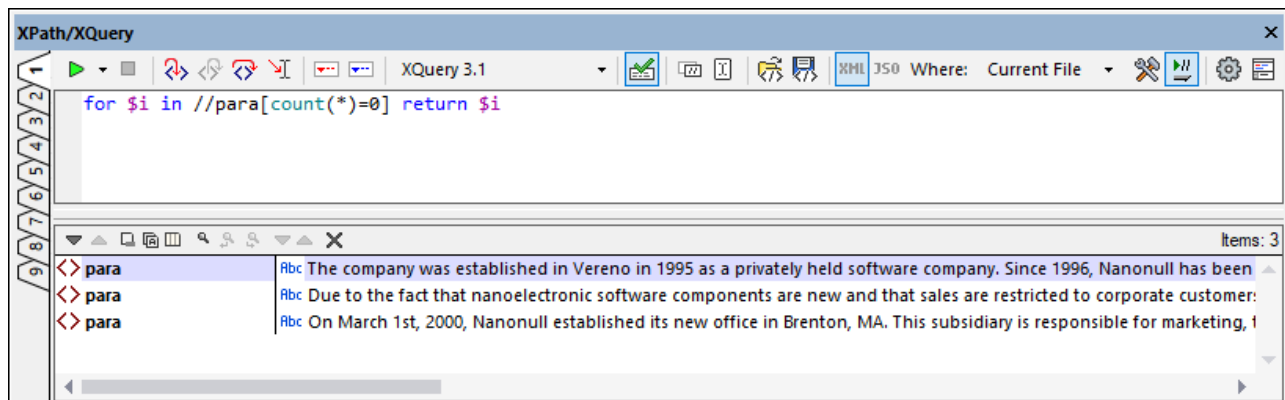 XPath/XQuery
XQuery 3.1 XML JSO Where: Current File
1
2
3
4
5
6
7
8
9
for $i in //para[count(*)=0] return $i
Items: 3
<> para Abc The company was established in Vereno in 1995 as a privately held software company. Since 1996, Nanonull has been
<> para Abc Due to the fact that nanoelectronic software components are new and that sales are restricted to corporate customers
<> para Abc On March 1st, 2000, Nanonull established its new office in Brenton, MA. This subsidiary is responsible for marketing,